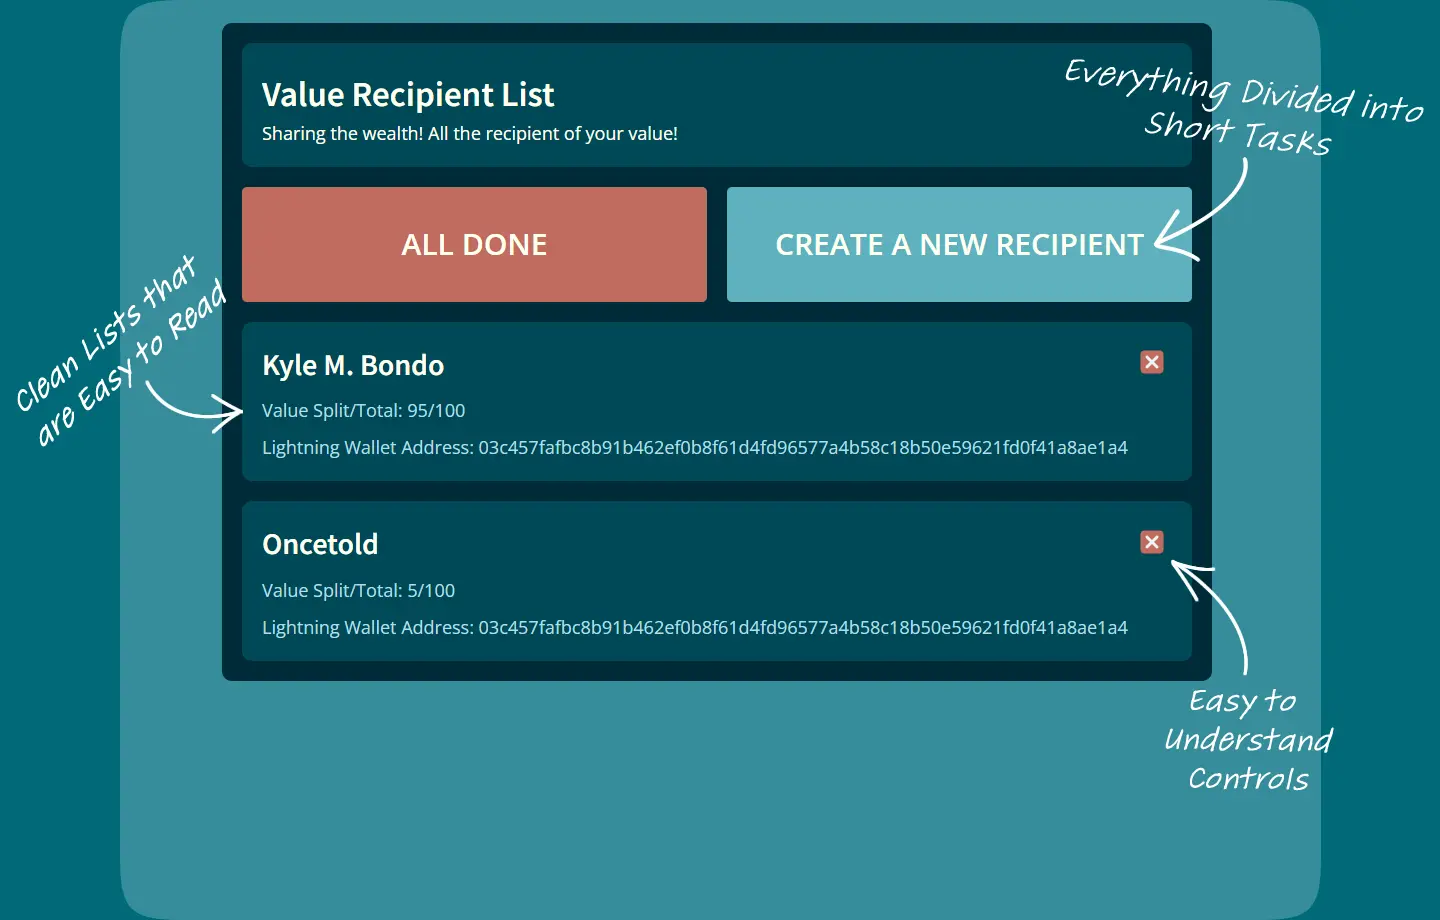 Value Recipient List
Sharing the wealth! All the recipient of your value!
Everything Divided into
Short Tasks
ALL DONE
CREATE A NEW RECIPIENT
Clean Lists that
are Easy to Read
Kyle M. Bondo
Value Split/Total: 95/100
Lightning Wallet Address: 03c457fafbc8b91b462ef0b8f61d4fd96577a4b58c18b50e59621fd0f41a8ae1a4
Oncetold
Value Split/Total: 5/100
Lightning Wallet Address: 03c457fafbc8b91b462ef0b8f61d4fd96577a4b58c18b50e59621fd0f41a8ae1a4
Easy to
Understand
Controls